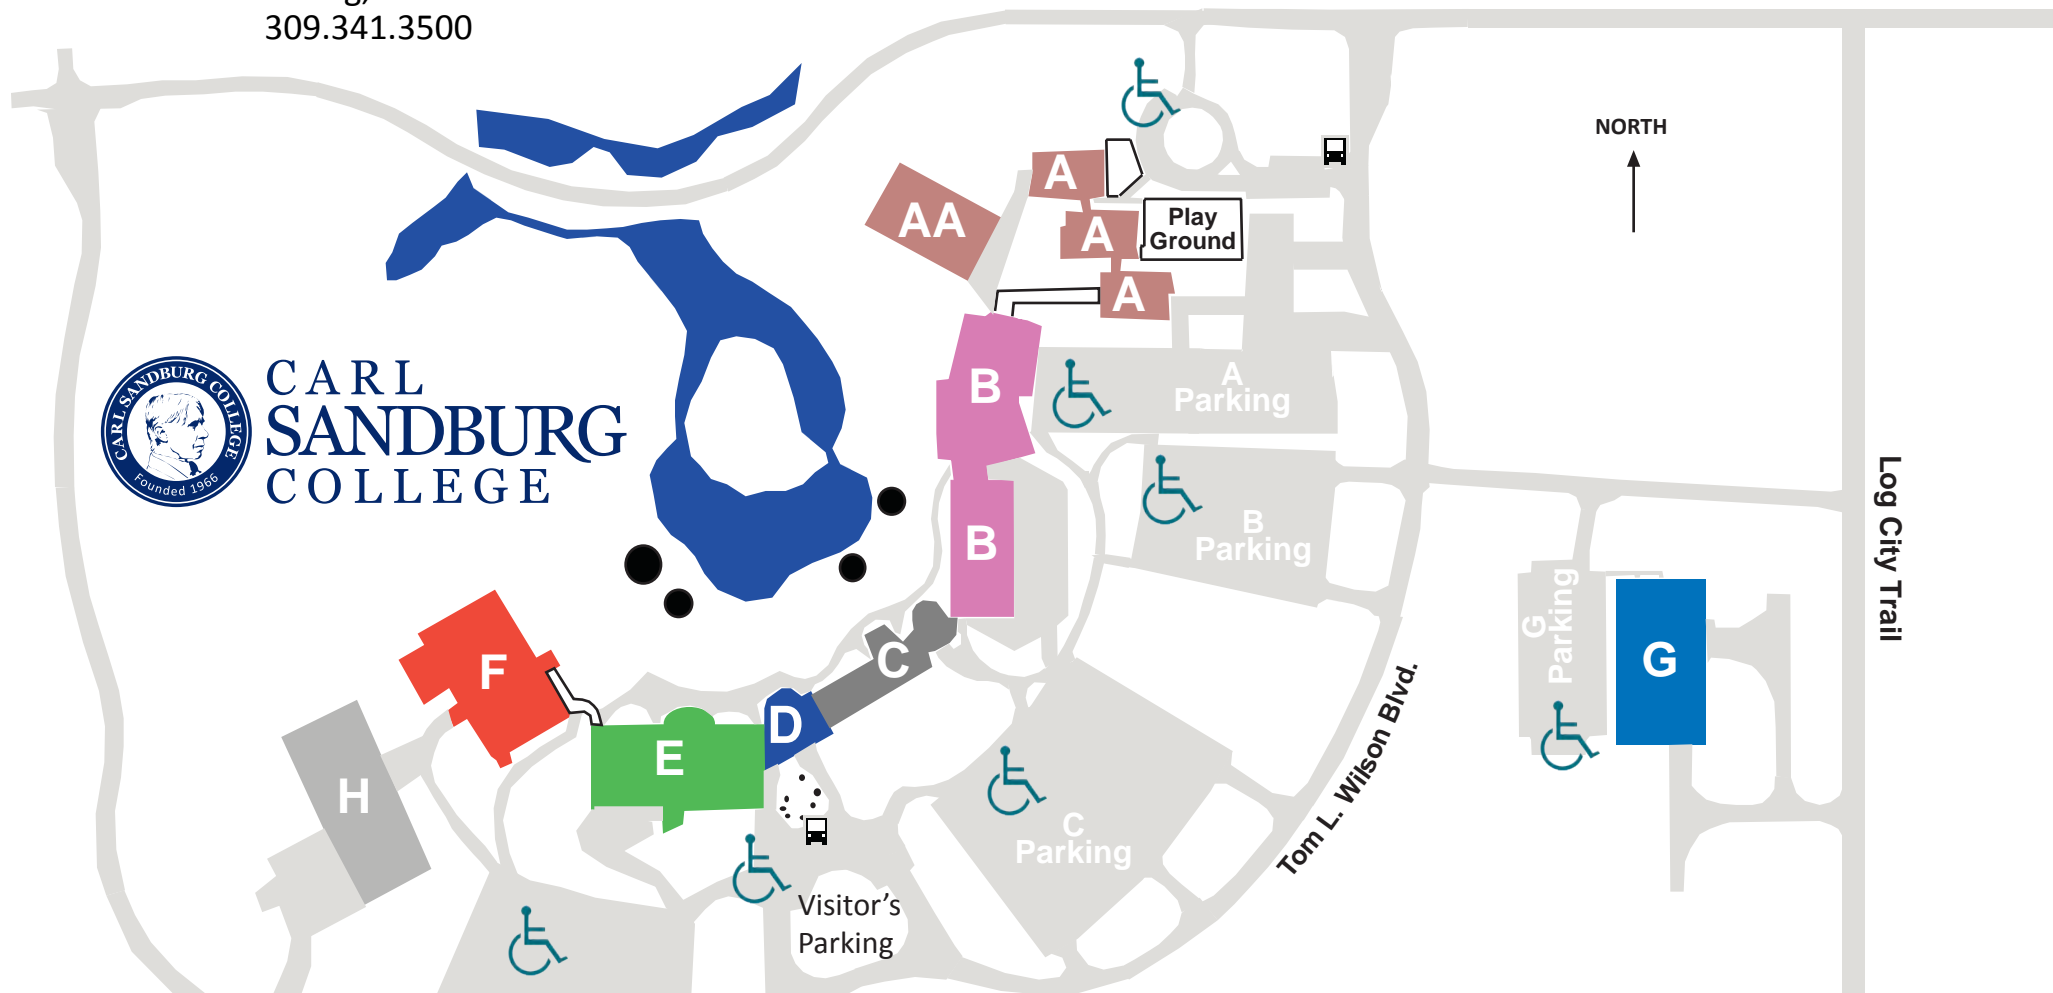 309.341.3500
NORTH
A
AA
A
Play
Ground
A
CARL SANDBURG COLLEGE
Founded 1966
CARL
SANDBURG
COLLEGE
B
A
Parking
B
B
Parking
Log City Trail
G
Parking
G
C
F
D
E
H
Tom L. Wilson Blvd.
C
Parking
Visitor's
Parking